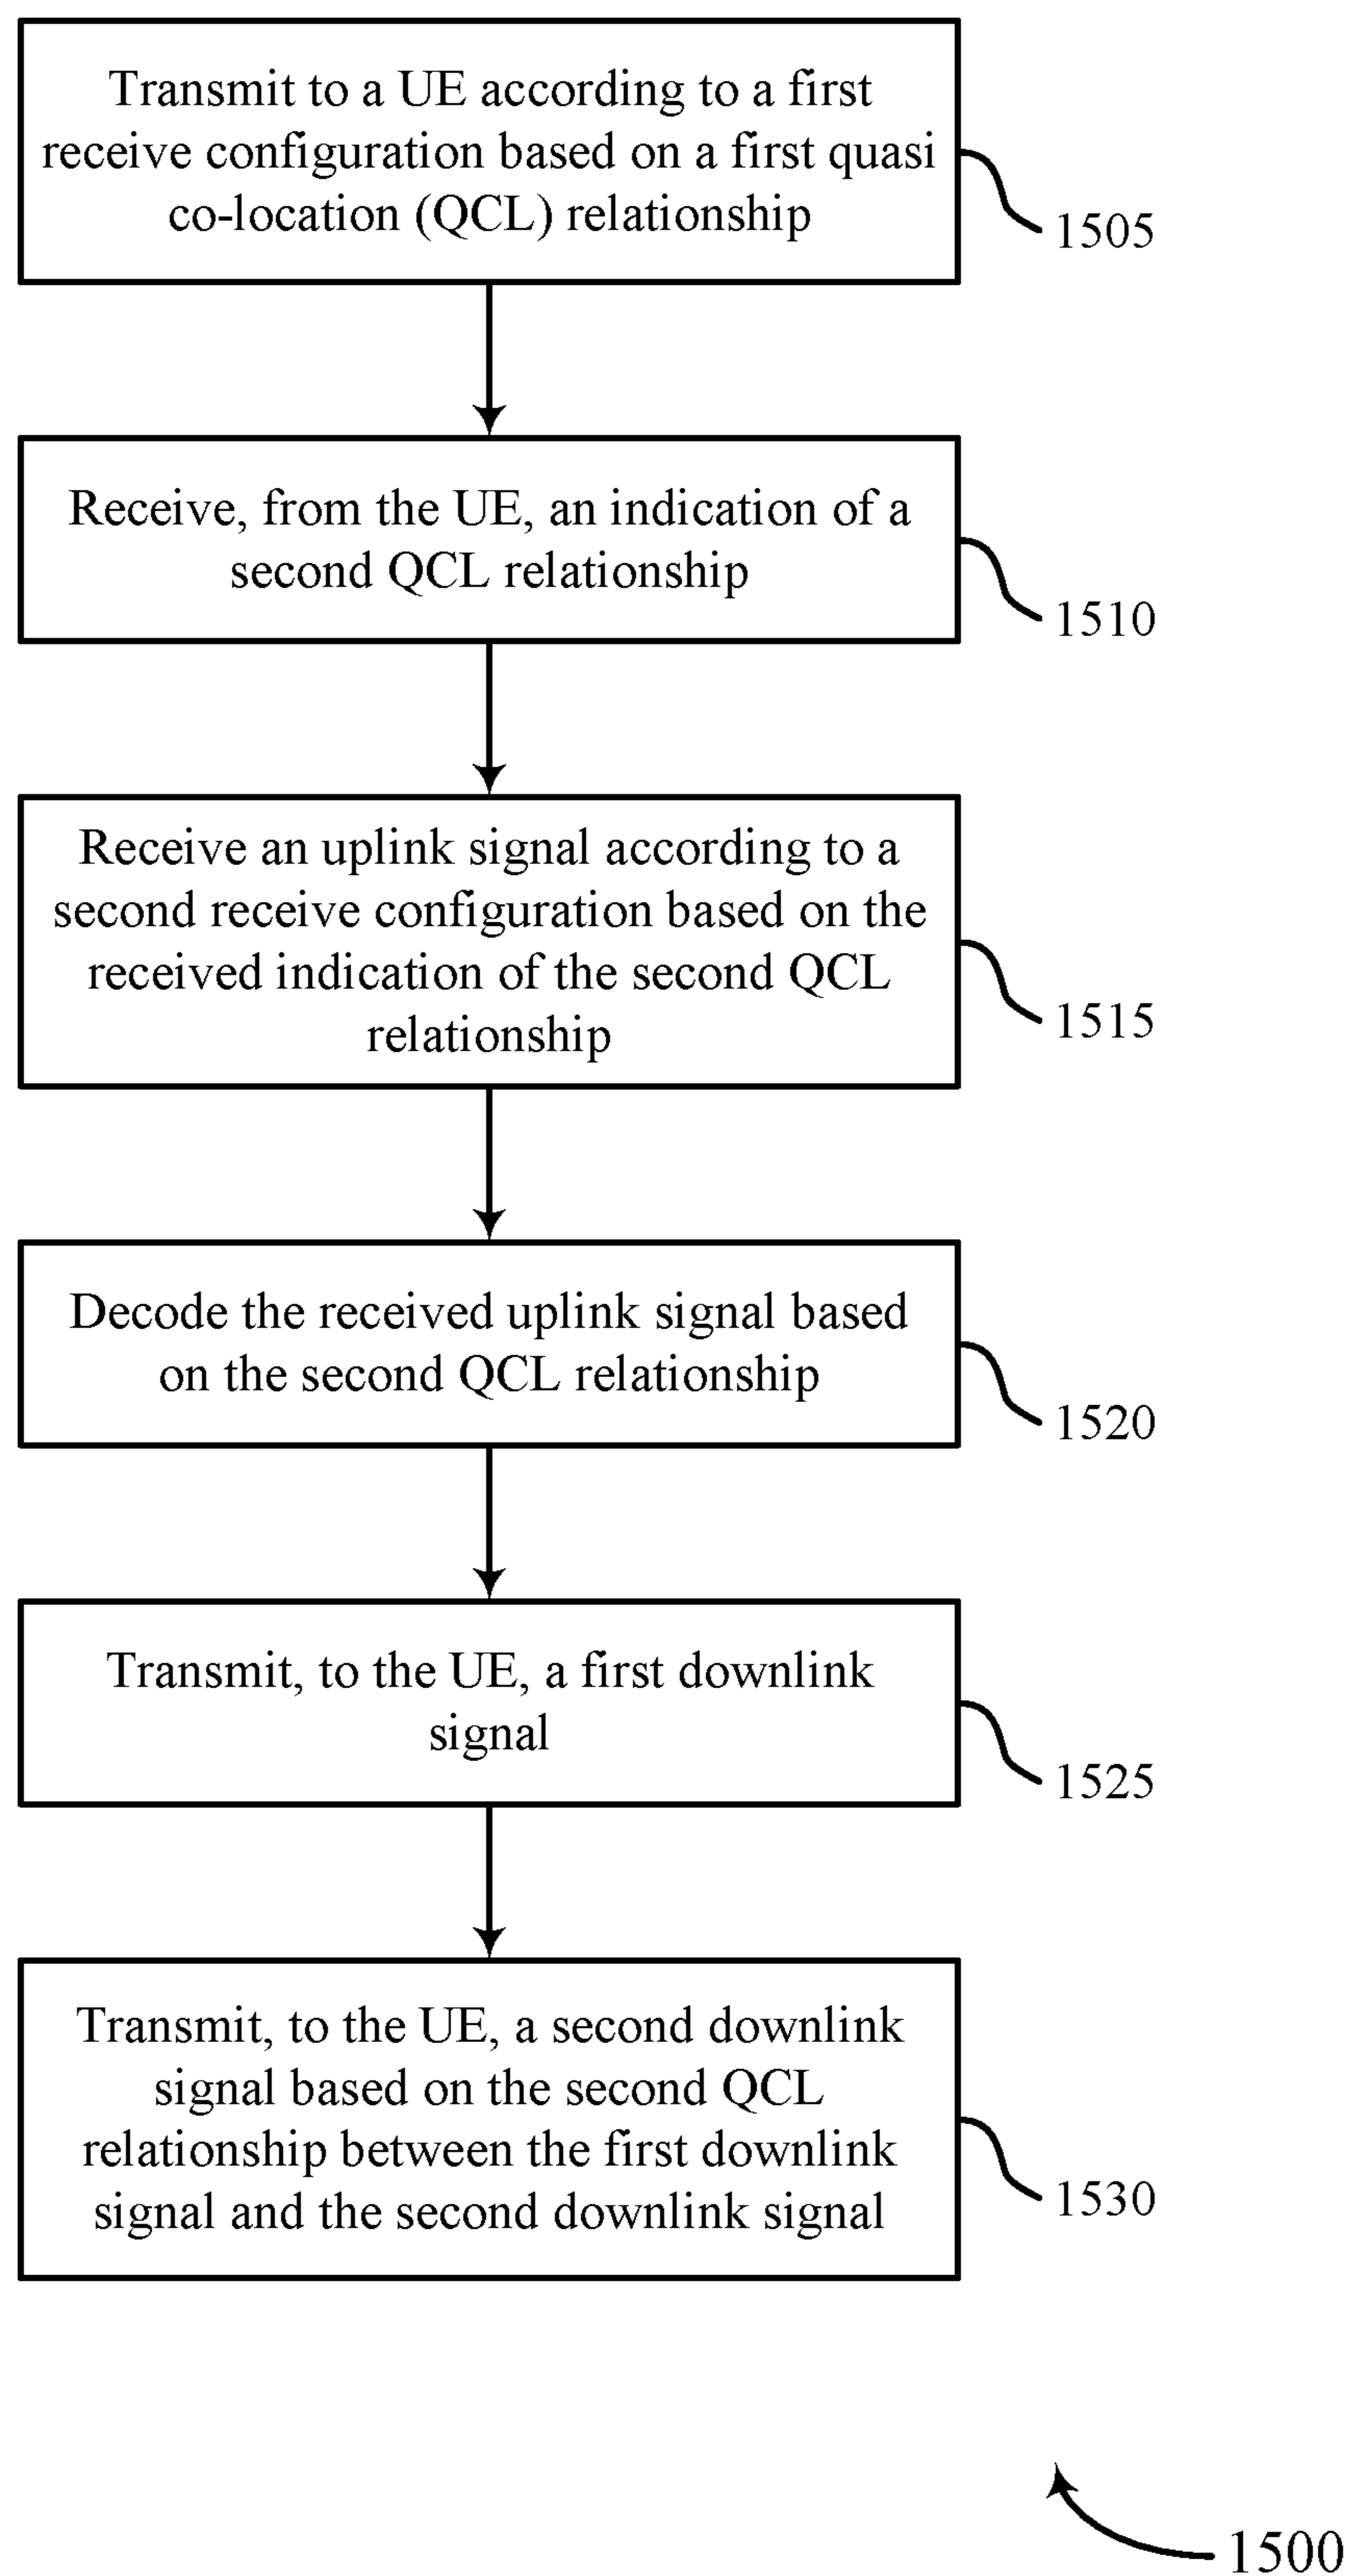 Transmit to a UE according to a first
receive configuration based on a first quasi
co-location (QCL) relationship
1505
Receive, from the UE, an indication of a
second QCL relationship
1510
Receive an uplink signal according to a
second receive configuration based on the
received indication of the second QCL
relationship
1515
Decode the received uplink signal based
on the second QCL relationship
1520
Transmit, to the UE, a first downlink
signal
1525
Transmit, to the UE, a second downlink
signal based on the second QCL
relationship between the first downlink
signal and the second downlink signal
1530
1500